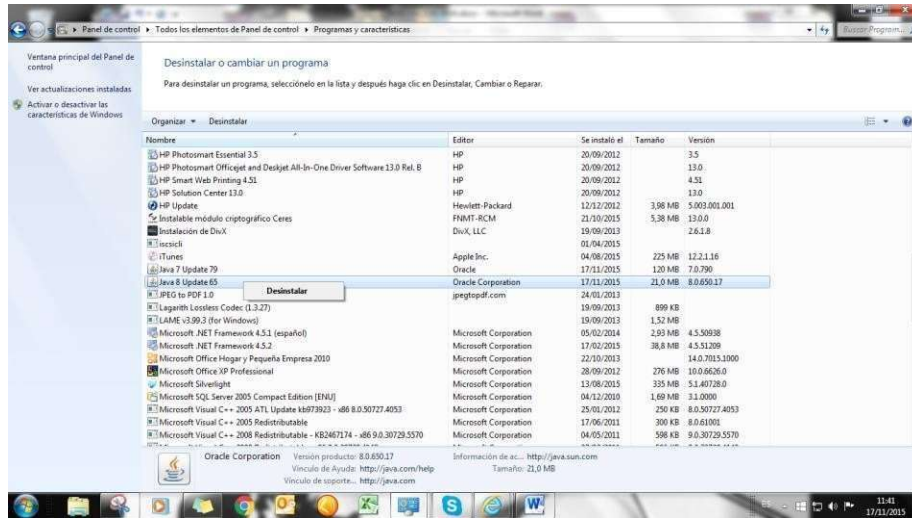 Panel de control ▸ Todos los elementos de Panel de control ▸ Programas y características
Buscar Program...
Ventana principal del Panel de control
Ver actualizaciones instaladas
Activar o desactivar las características de Windows
Desinstalar o cambiar un programa
Para desinstalar un programa, selecciónelo en la lista y después haga clic en Desinstalar, Cambiar o Reparar.
Organizar Desinstalar
Nombre Editor Se instaló el Tamaño Versión
HP Photosmart Essential 3.5 HP 20/09/2012 3.5
HP Photosmart Officejet and Deskjet All-In-One Driver Software 13.0 Rel. B HP 20/09/2012 13.0
HP Smart Web Printing 4.51 HP 20/09/2012 4.51
HP Solution Center 13.0 HP 20/09/2012 13.0
HP Update Hewlett-Packard 12/12/2012 3,98 MB 5.003.001.001
Instalable módulo criptográfico Ceres FNMT-RCM 21/10/2015 5,38 MB 13.0.0
Instalación de DivX DivX, LLC 19/09/2013 2.6.1.8
iscsicli 01/04/2015
iTunes Apple Inc. 04/08/2015 225 MB 12.2.1.16
Java 7 Update 79 Oracle 17/11/2015 120 MB 7.0.790
Java 8 Update 65 Oracle Corporation 17/11/2015 21,0 MB 8.0.650.17
Desinstalar
JPEG to PDF 1.0 jpegtopdf.com 24/01/2013
Lagarith Lossless Codec (1.3.27) 19/09/2013 899 KB
LAME v3.99.3 (for Windows) 19/09/2013 1,52 MB
Microsoft .NET Framework 4.5.1 (español) Microsoft Corporation 05/02/2014 2,93 MB 4.5.50938
Microsoft .NET Framework 4.5.2 Microsoft Corporation 17/02/2015 38,8 MB 4.5.51209
Microsoft Office Hogar y Pequeña Empresa 2010 Microsoft Corporation 22/10/2013 14.0.7015.1000
Microsoft Office XP Professional Microsoft Corporation 28/09/2012 276 MB 10.0.6626.0
Microsoft Silverlight Microsoft Corporation 13/08/2015 335 MB 5.1.40728.0
Microsoft SQL Server 2005 Compact Edition [ENU] Microsoft Corporation 04/12/2010 1,69 MB 3.1.0000
Microsoft Visual C++ 2005 ATL Update kb973923 - x86 8.0.50727.4053 Microsoft Corporation 25/01/2012 250 KB 8.0.50727.4053
Microsoft Visual C++ 2005 Redistributable Microsoft Corporation 17/06/2011 300 KB 8.0.61001
Microsoft Visual C++ 2008 Redistributable - KB2467174 - x86 9.0.30729.5570 Microsoft Corporation 04/05/2011 598 KB 9.0.30729.5570
Oracle Corporation Versión producto: 8.0.650.17 Información de ac... http://java.sun.com
Vínculo de Ayuda: http://java.com/help Tamaño: 21,0 MB
Vínculo de soporte... http://java.com
ES
11:41
17/11/2015